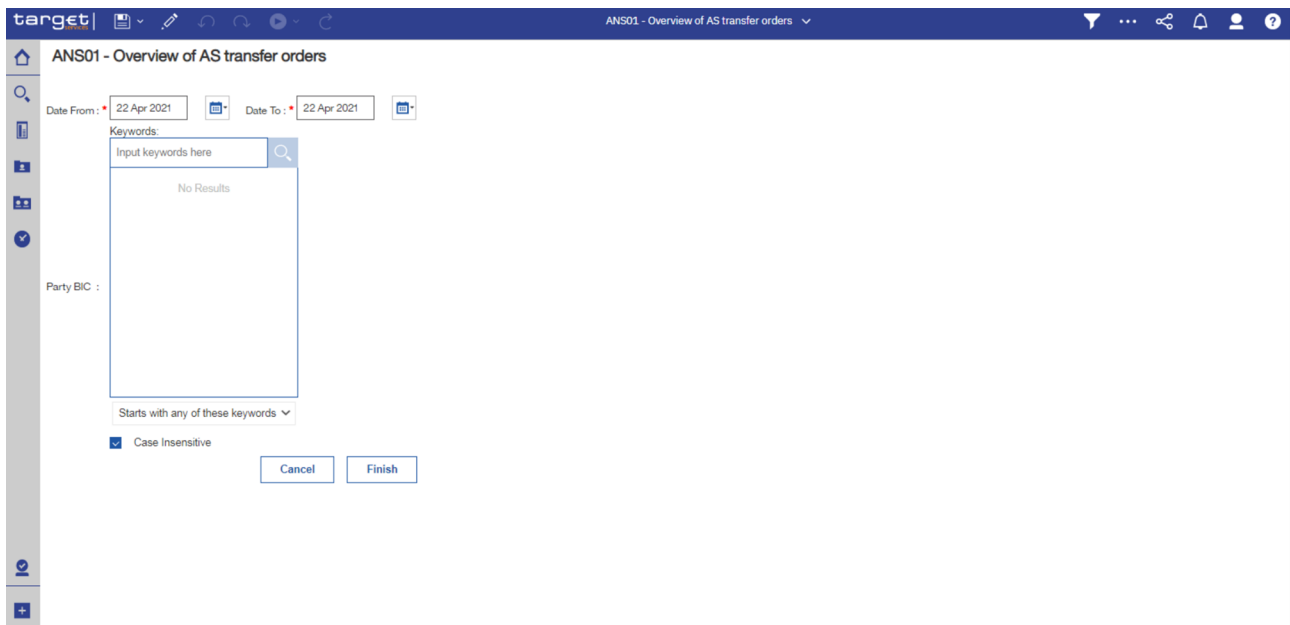 target|
SERVICES
ANS01 - Overview of AS transfer orders
ANS01 - Overview of AS transfer orders
Date From : * 22 Apr 2021 Date To : * 22 Apr 2021
Keywords:
Input keywords here
No Results
Party BIC :
Starts with any of these keywords
Case Insensitive
Cancel Finish